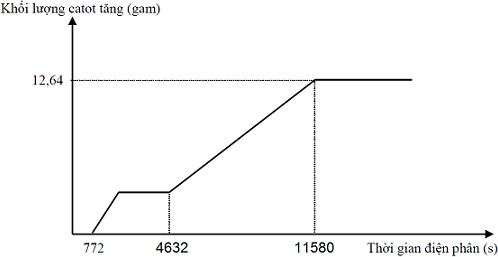 Khối lượng catot tăng (gam)
12,64
772
4632
11580
Thời gian điện phân (s)